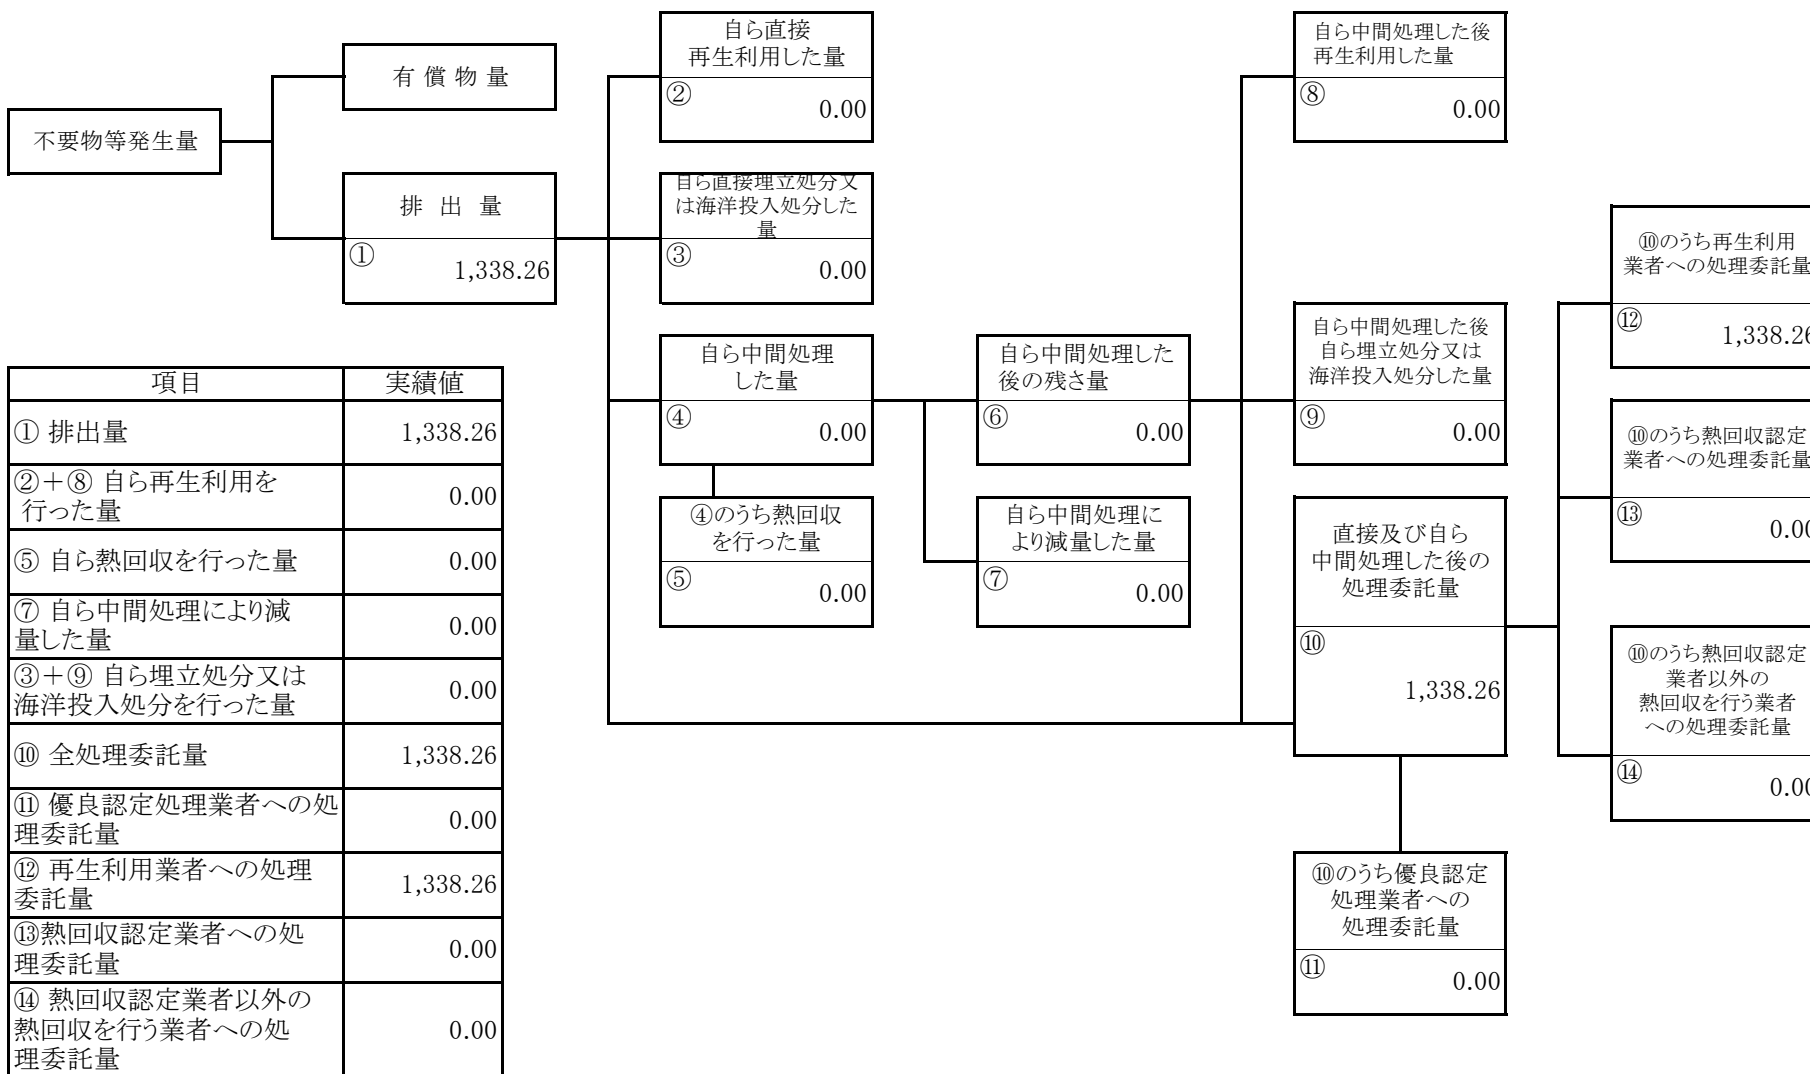 不要物等発生量
有 償 物 量
排 出 量
①
1,338.26
自ら直接
再生利用した量
②
0.00
自ら直接埋立処分又
は海洋投入処分した
量
③
0.00
自ら中間処理
した量
④
0.00
④のうち熱回収
を行った量
⑤
0.00
自ら中間処理した
後の残さ量
⑥
0.00
自ら中間処理に
より減量した量
⑦
0.00
自ら中間処理した後
再生利用した量
⑧
0.00
自ら中間処理した後
自ら埋立処分又は
海洋投入処分した量
⑨
0.00
直接及び自ら
中間処理した後の
処理委託量
⑩
1,338.26
⑩のうち優良認定
処理業者への
処理委託量
⑪
0.00
⑩のうち再生利用
業者への処理委託量
⑫
1,338.26
⑩のうち熱回収認定
業者への処理委託量
⑬
0.00
⑩のうち熱回収認定
業者以外の
熱回収を行う業者
への処理委託量
⑭
0.00
項目 実績値
① 排出量 1,338.26
②＋⑧ 自ら再生利用を
行った量 0.00
⑤ 自ら熱回収を行った量 0.00
⑦ 自ら中間処理により減
量した量 0.00
③＋⑨ 自ら埋立処分又は
海洋投入処分を行った量 0.00
⑩ 全処理委託量 1,338.26
⑪ 優良認定処理業者への処
理委託量 0.00
⑫ 再生利用業者への処理
委託量 1,338.26
⑬熱回収認定業者への処
理委託量 0.00
⑭ 熱回収認定業者以外の
熱回収を行う業者への処
理委託量 0.00